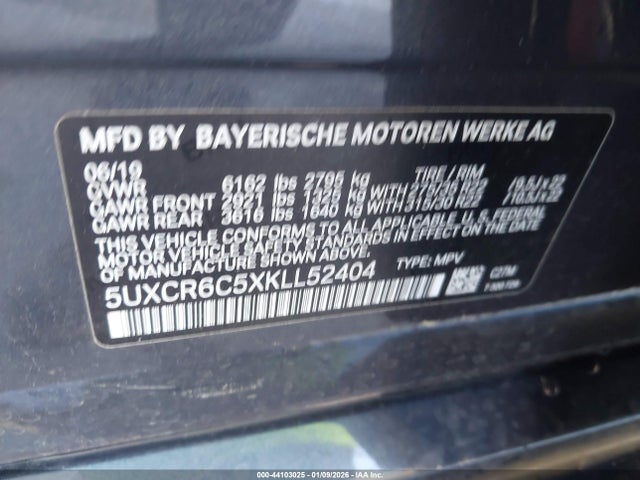 MFD BY BAYERISCHE MOTOREN WERKE AG
06/19 TIRE / RIM
GVWR 6162 lbs 2795 kg
GAWR FRONT 2921 lbs 1325 kg WITH 275/35 R22
GAWR REAR 3616 lbs 1640 kg WITH 315/30 R22
THIS VEHICLE CONFORMS TO ALL APPLICABLE U.S. FEDERAL
MOTOR VEHICLE SAFETY STANDARDS IN EFFECT ON THE DATE OF
MANUFACTURE SHOWN ABOVE.
5UXCR6C5XKLL52404 TYPE: MPV
000-44103025 - 01/09/2026 - IAA Inc.